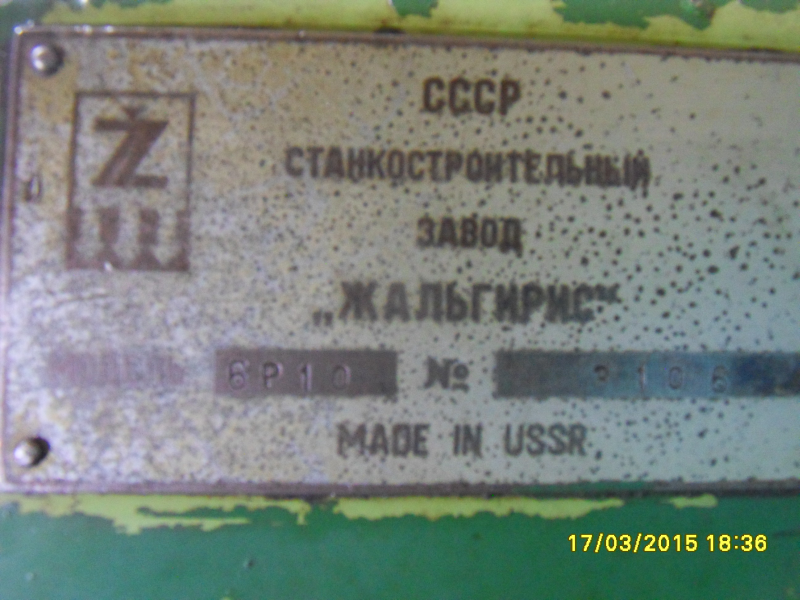 Ž
СССР
СТАНКОСТРОИТЕЛЬНЫЙ
ЗАВОД
„ЖАЛЬГИРИС“
МОДЕЛЬ 6Р10 №
MADE IN USSR
17/03/2015 18:36